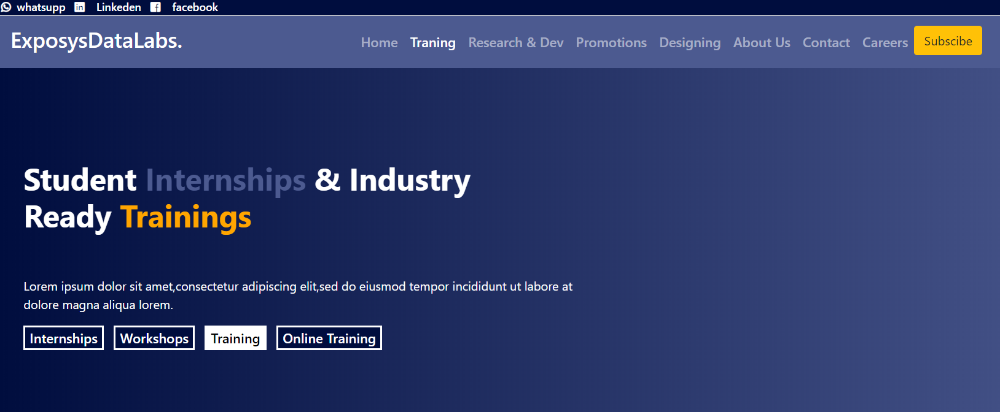 whatsupp Linkeden facebook
ExposysDataLabs. Home Traning Research & Dev Promotions Designing About Us Contact Careers Subscibe
Student Internships & Industry
Ready Trainings
Lorem ipsum dolor sit amet,consectetur adipiscing elit,sed do eiusmod tempor incididunt ut labore at
dolore magna aliqua lorem.
Internships Workshops Training Online Training